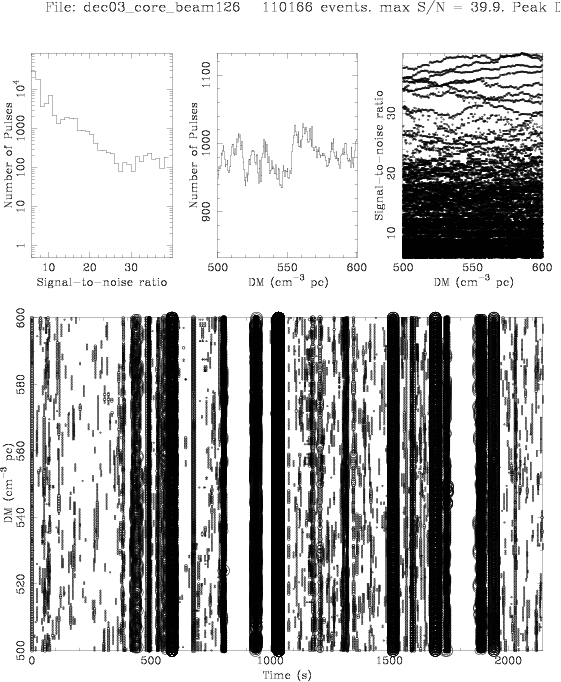 File: dec03_core_beam126 110166 events. max S/N = 39.9. Peak
Number of Pulses
1 10 100 1000 10^4
10 20 30
Signal-to-noise ratio
Number of Pulses
900 1000 1100
500 550 600
DM (cm^-3 pc)
Signal-to-noise ratio
10 20 30
500 550 600
DM (cm^-3 pc)
DM (cm^-3 pc)
500 520 540 560 580 600
0 500 1000 1500 2000
Time (s)